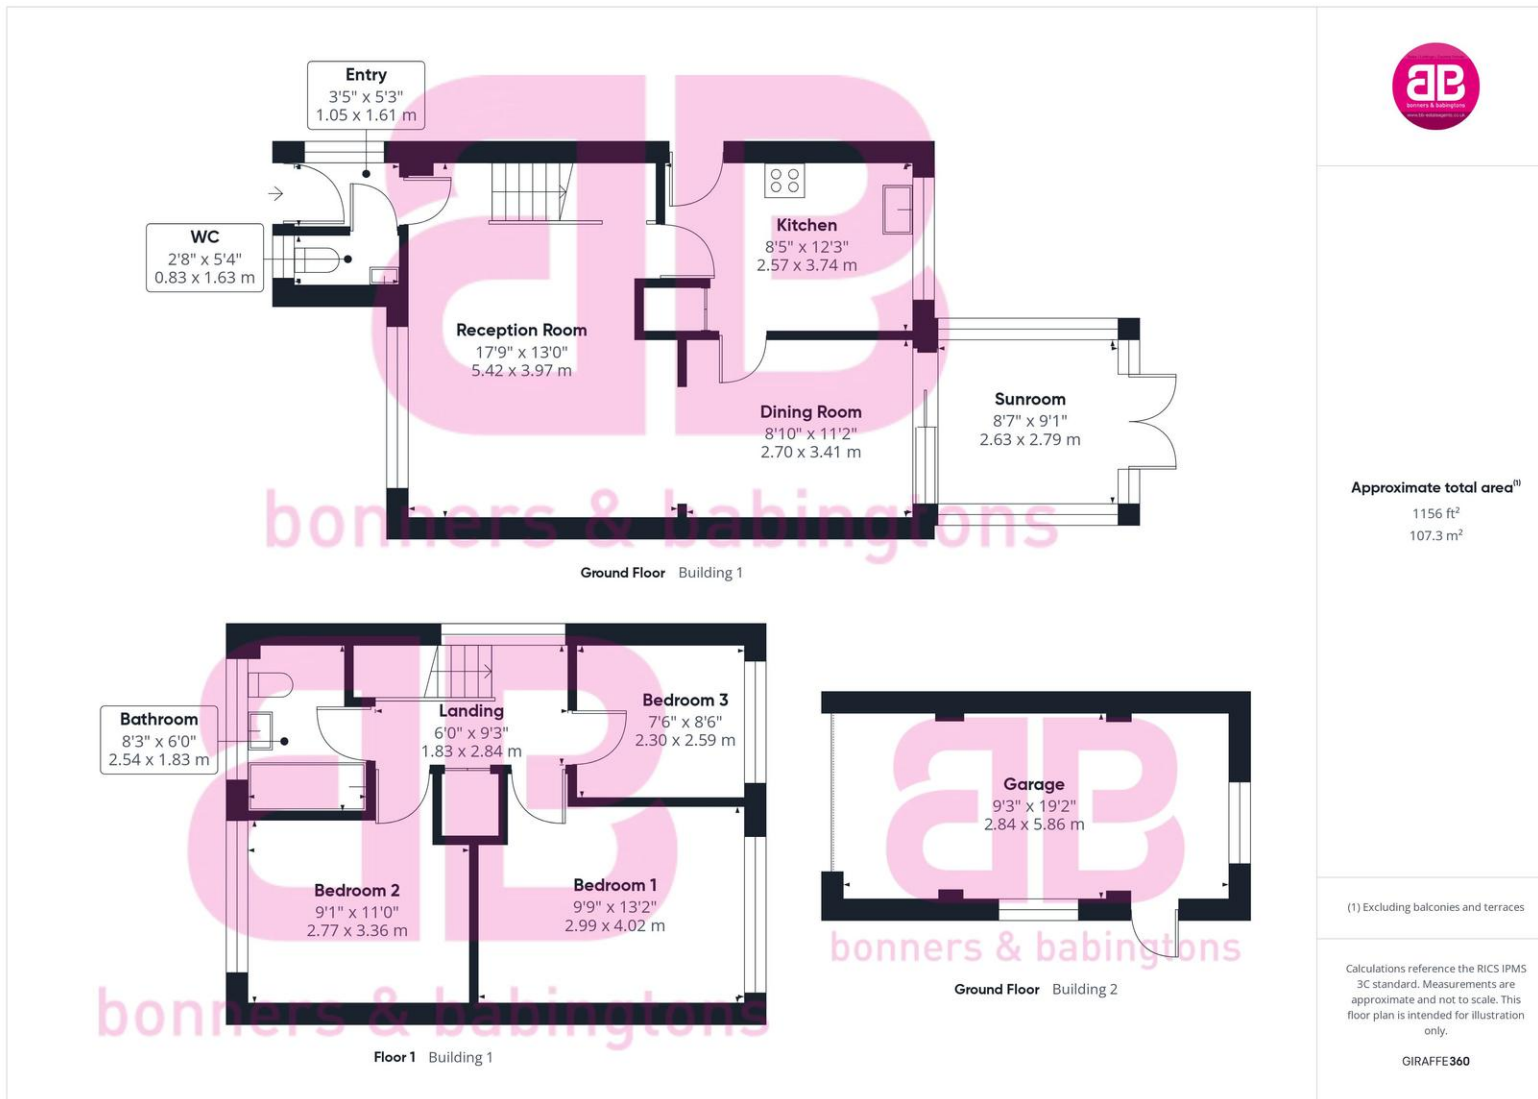 Entry
3'5" x 5'3"
1.05 x 1.61 m
WC
2'8" x 5'4"
0.83 x 1.63 m
Reception Room
17'9" x 13'0"
5.42 x 3.97 m
Kitchen
8'5" x 12'3"
2.57 x 3.74 m
Dining Room
8'10" x 11'2"
2.70 x 3.41 m
Sunroom
8'7" x 9'1"
2.63 x 2.79 m
bonners & babingtons
Ground Floor Building 1
Bathroom
8'3" x 6'0"
2.54 x 1.83 m
Landing
6'0" x 9'3"
1.83 x 2.84 m
Bedroom 3
7'6" x 8'6"
2.30 x 2.59 m
Bedroom 2
9'1" x 11'0"
2.77 x 3.36 m
Bedroom 1
9'9" x 13'2"
2.99 x 4.02 m
bonners & babingtons
Floor 1 Building 1
Garage
9'3" x 19'2"
2.84 x 5.86 m
bonners & babingtons
Ground Floor Building 2
bonners & babingtons
Approximate total area(1)
1156 ft²
107.3 m²
(1) Excluding balconies and terraces
Calculations reference the RICS IPMS
3C standard. Measurements are
approximate and not to scale. This
floor plan is intended for illustration
only.
GIRAFFE360